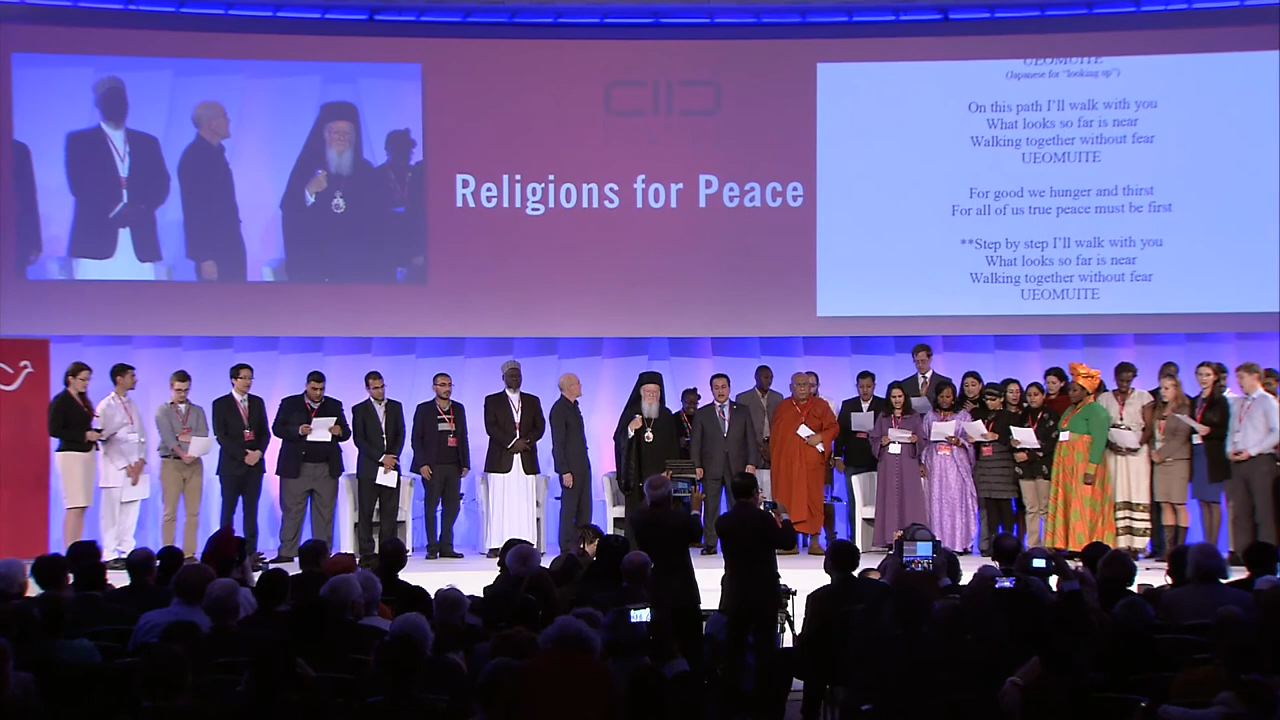 Religions for Peace
UEOMUITE
(Japanese for "looking up")
On this path I'll walk with you
What looks so far is near
Walking together without fear
UEOMUITE
For good we hunger and thirst
For all of us true peace must be first
**Step by step I'll walk with you
What looks so far is near
Walking together without fear
UEOMUITE